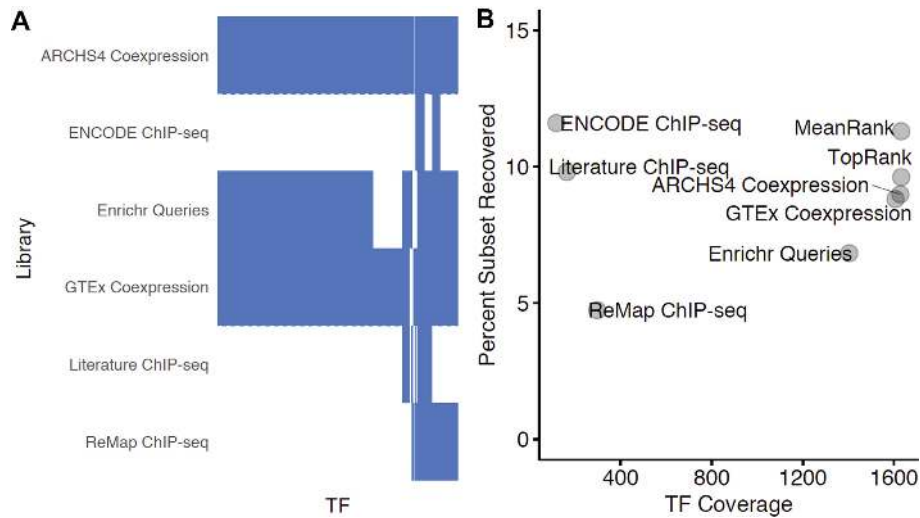 A
ARCHS4 Coexpression
ENCODE ChIP-seq
Enrichr Queries
GTEx Coexpression
Literature ChIP-seq
ReMap ChIP-seq
Library
TF
B
Percent Subset Recovered
15
10
5
0
ENCODE ChIP-seq
MeanRank
Literature ChIP-seq
TopRank
ARCHS4 Coexpression
GTEx Coexpression
Enrichr Queries
ReMap ChIP-seq
400
800
1200
1600
TF Coverage